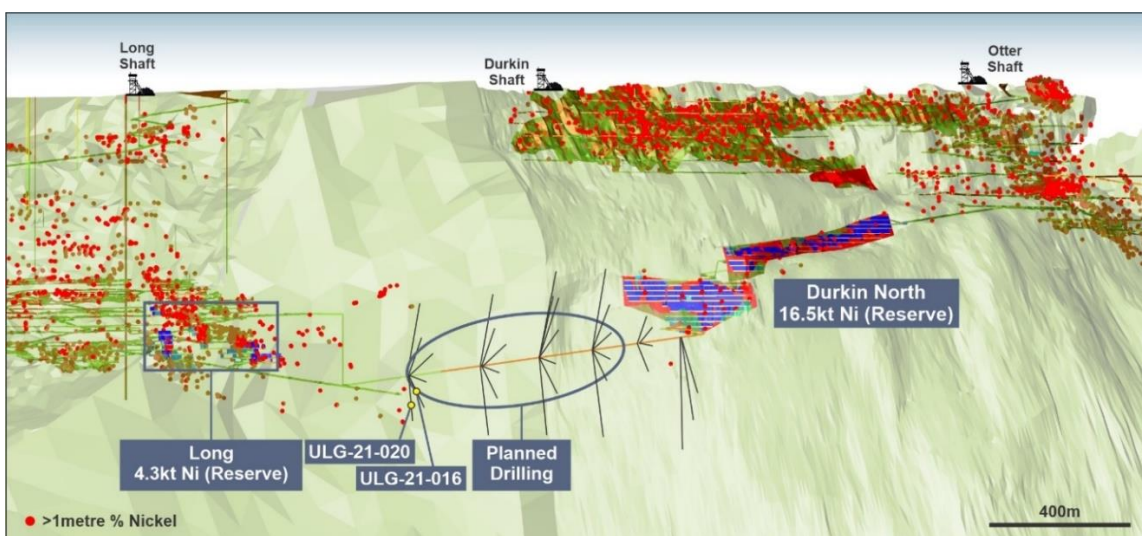 Long
Shaft
Durkin
Shaft
Otter
Shaft
Durkin North
16.5kt Ni (Reserve)
Long
4.3kt Ni (Reserve)
ULG-21-020
ULG-21-016
Planned
Drilling
>1metre % Nickel
400m